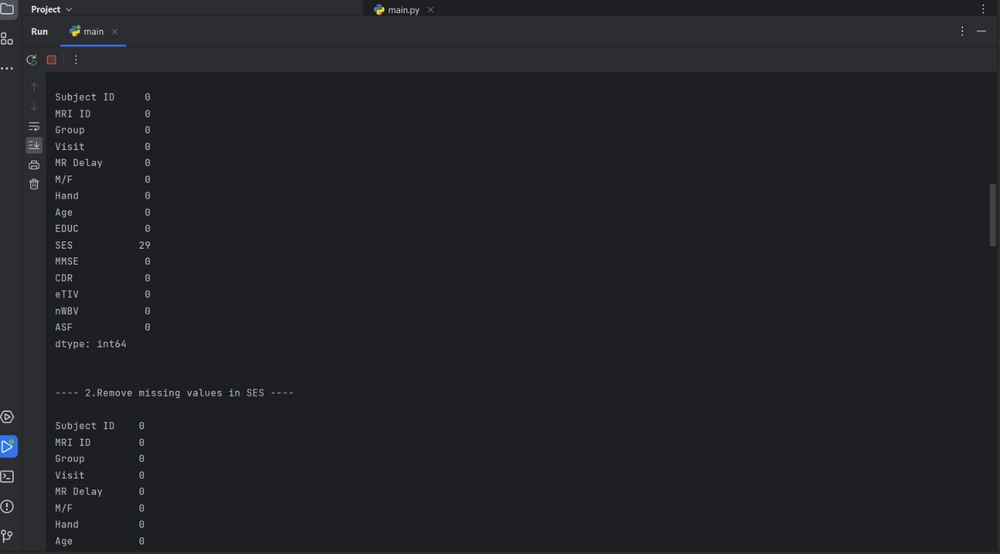 Project
main.py
Run main
Subject ID 0
MRI ID 0
Group 0
Visit 0
MR Delay 0
M/F 0
Hand 0
Age 0
EDUC 0
SES 29
MMSE 0
CDR 0
eTIV 0
nWBV 0
ASF 0
dtype: int64
---- 2.Remove missing values in SES ----
Subject ID 0
MRI ID 0
Group 0
Visit 0
MR Delay 0
M/F 0
Hand 0
Age 0